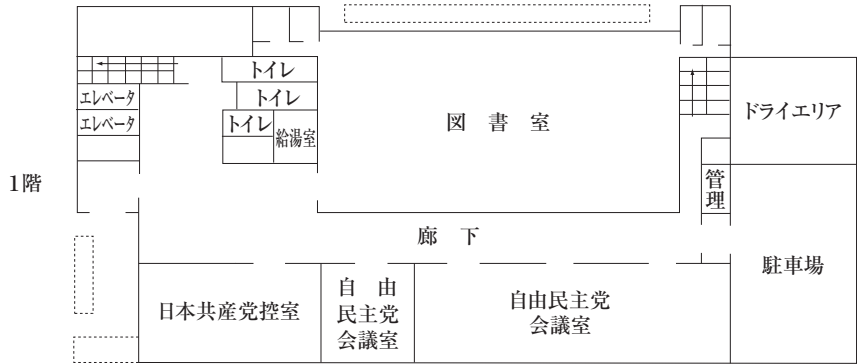 トイレ
エレベータ
トイレ
エレベータ
トイレ
給湯室
図書室
ドライエリア
1階
管理
廊下
駐車場
日本共産党控室
自由
民主党
会議室
自由民主党
会議室